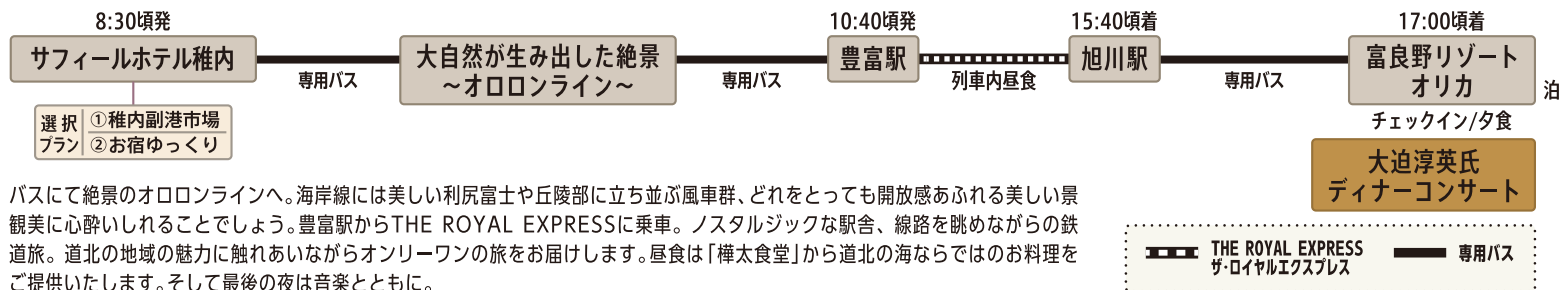 8:30頃発
サフィールホテル稚内
選択プラン
①稚内副港市場
②お宿ゆっくり
専用バス
大自然が生み出した絶景
～オロロンライン～
専用バス
10:40頃発
豊富駅
列車内昼食
15:40頃着
旭川駅
専用バス
17:00頃着
富良野リゾート
オリカ
泊
チェックイン/夕食
大迫淳英氏
ディナーコンサート
バスにて絶景のオロロンラインへ。海岸線には美しい利尻富士や丘陵部に立ち並ぶ風車群、どれをとっても開放感あふれる美しい景
観美に心酔いしれることでしょう。豊富駅からTHE ROYAL EXPRESSに乗車。ノスタルジックな駅舎、線路を眺めながらの鉄
道旅。道北の地域の魅力に触れあいながらオンリーワンの旅をお届けします。昼食は「樺太食堂」から道北の海ならではのお料理を
ご提供いたします。そして最後の夜は音楽とともに。
THE ROYAL EXPRESS
ザ・ロイヤルエクスプレス
専用バス